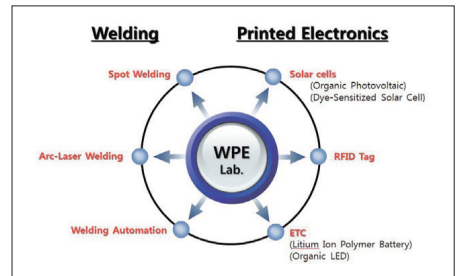 Welding
Printed Electronics
Spot Welding
Solar cells
(Organic Photovoltaic)
(Dye-Sensitized Solar Cell)
Arc-Laser Welding
WPE
Lab.
RFID Tag
Welding Automation
ETC
(Litium Ion Polymer Battery)
(Organic LED)